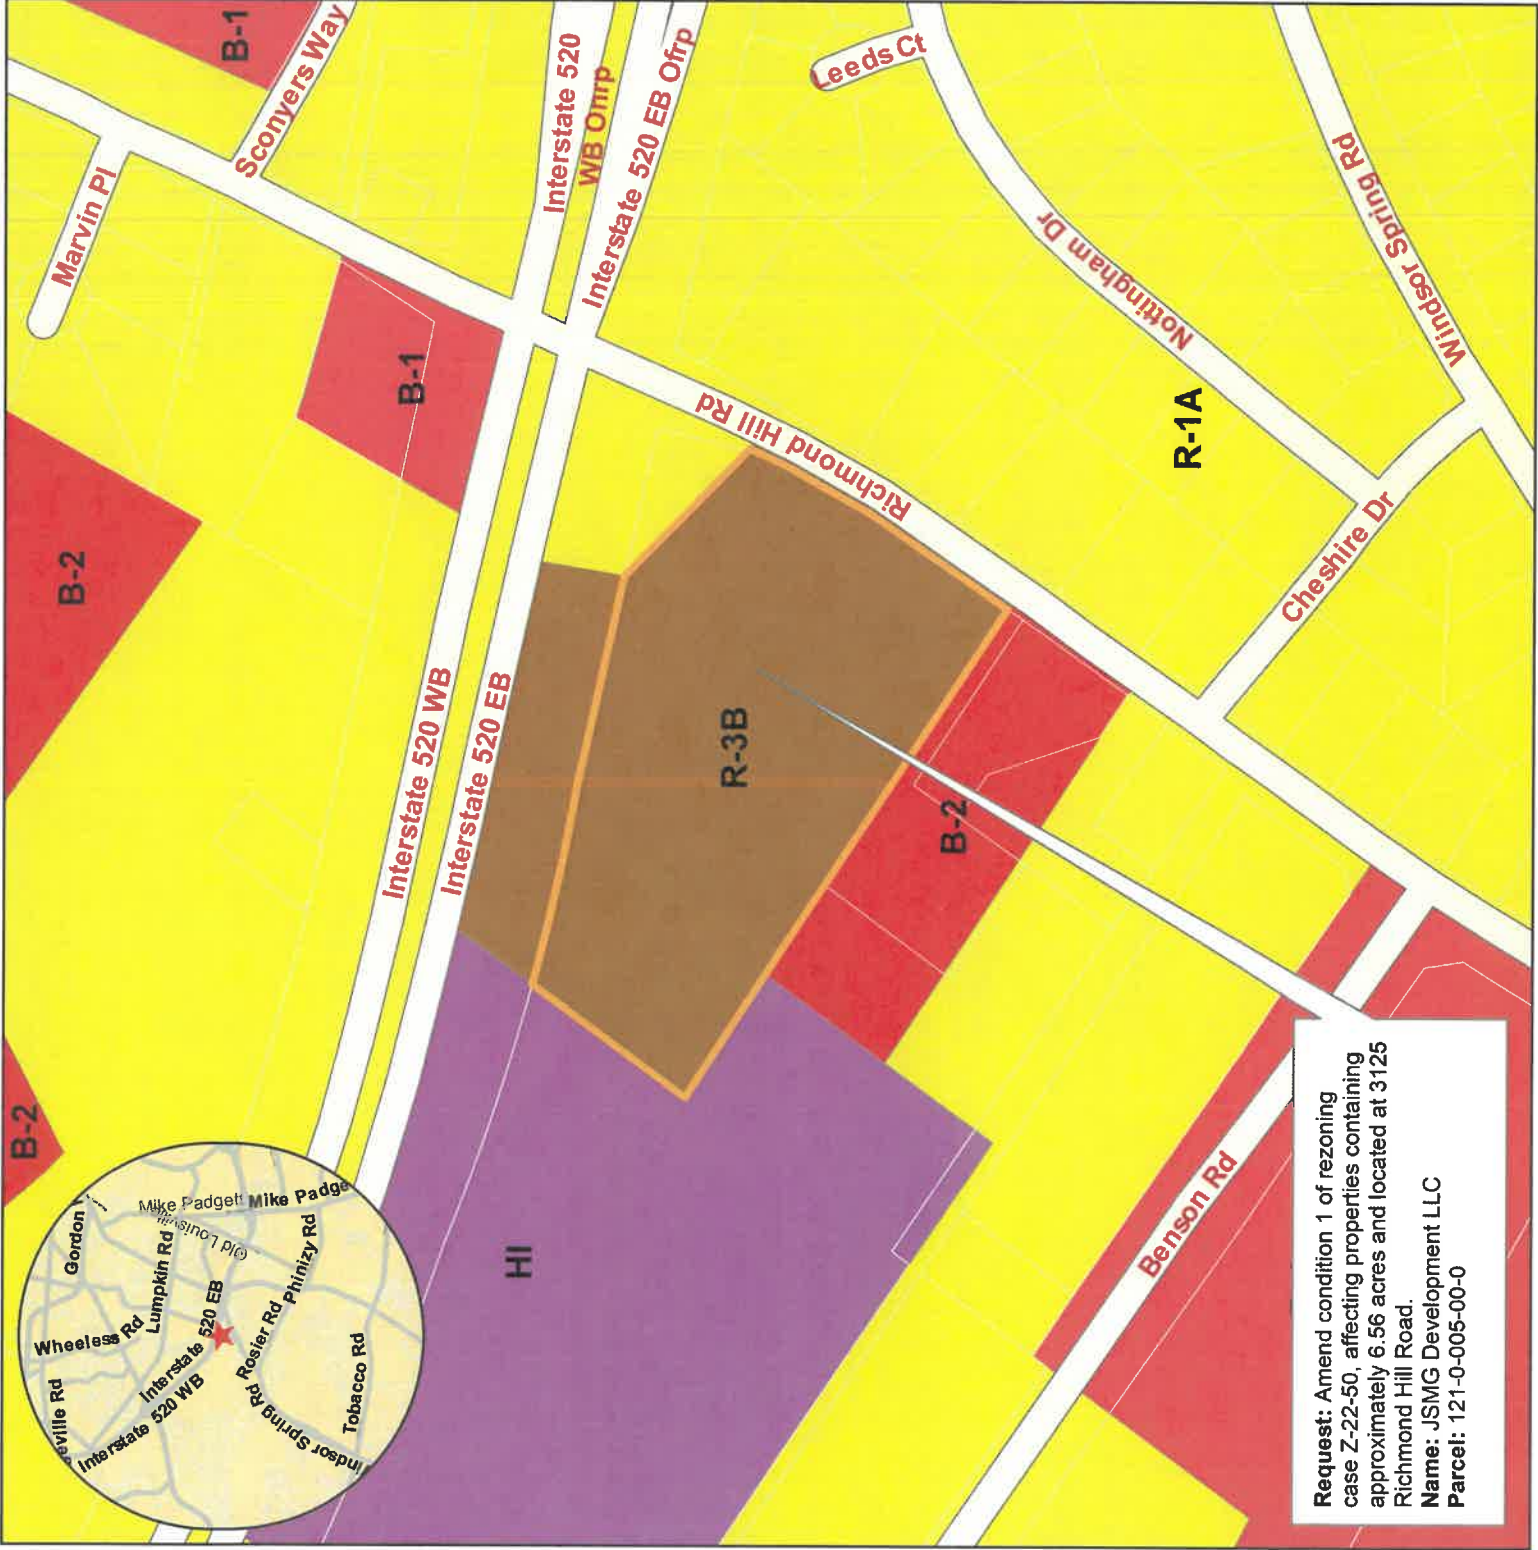 B-1
Sconyers Way
Marvin Pl
Interstate 520
WB Onrp
Interstate 520 EB Ofrp
Leeds Ct
Nottingham Dr
Windsor Spring Rd
B-1
B-2
Richmond Hill Rd
R-1A
Cheshire Dr
Interstate 520 WB
Interstate 520 EB
R-3B
B-2
B-2
HI
Benson Rd
Gordon
Mike Padgett
Mike Padge
Old Louisville
Lumpkin Rd
Phinizy Rd
Wheeless Rd
Interstate 520 EB
Rosier Rd
Interstate 520 WB
eville Rd
indsor Spring Rd
Tobacco Rd
Request: Amend condition 1 of rezoning
case Z-22-50, affecting properties containing
approximately 6.56 acres and located at 3125
Richmond Hill Road.
Name: JSMG Development LLC
Parcel: 121-0-005-00-0